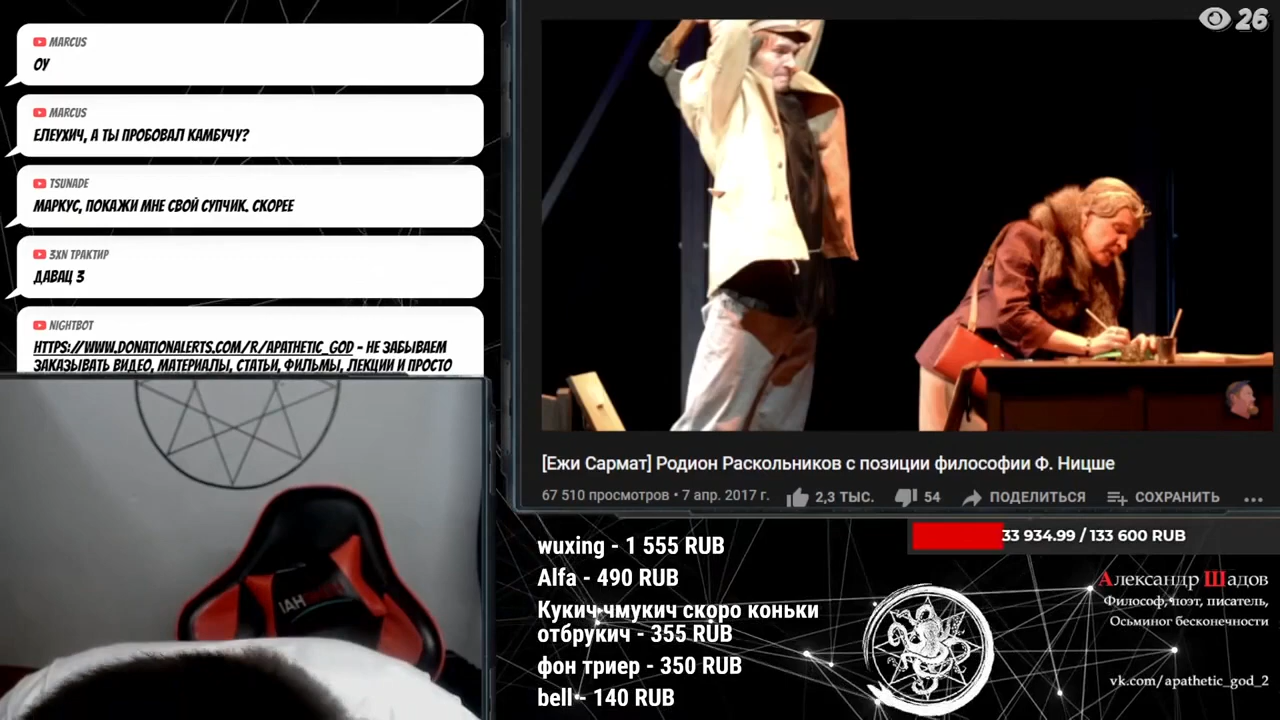 MARCUS
ОУ
MARCUS
ЕЛЕУХИЧ, А ТЫ ПРОБОВАЛ КАМБУЧУ?
TSUNADE
МАРКУС, ПОКАЖИ МНЕ СВОЙ СУПЧИК. СКОРЕЕ
3XN ТРАКТИР
ДАВАЦ 3
NIGHTBOT
HTTPS://WWW.DONATIONALERTS.COM/R/APATHETIC_GOD - НЕ ЗАБЫВАЕМ
ЗАКАЗЫВАТЬ ВИДЕО, МАТЕРИАЛЫ, СТАТЬИ, ФИЛЬМЫ, ЛЕКЦИИ И ПРОСТО
26
[Ежи Сармат] Родион Раскольников с позиции философии Ф. Ницше
67 510 просмотров • 7 апр. 2017 г.
2,3 ТЫС.
54
ПОДЕЛИТЬСЯ
СОХРАНИТЬ
wuxing - 1 555 RUB
Alfa - 490 RUB
Кукич-чмукич скоро коньки
отбрукич - 355 RUB
фон триер - 350 RUB
bell - 140 RUB
33 934.99 / 133 600 RUB
Александр Шадов
Философ, поэт, писатель,
Осьминог бесконечности
vk.com/apathetic_god_2